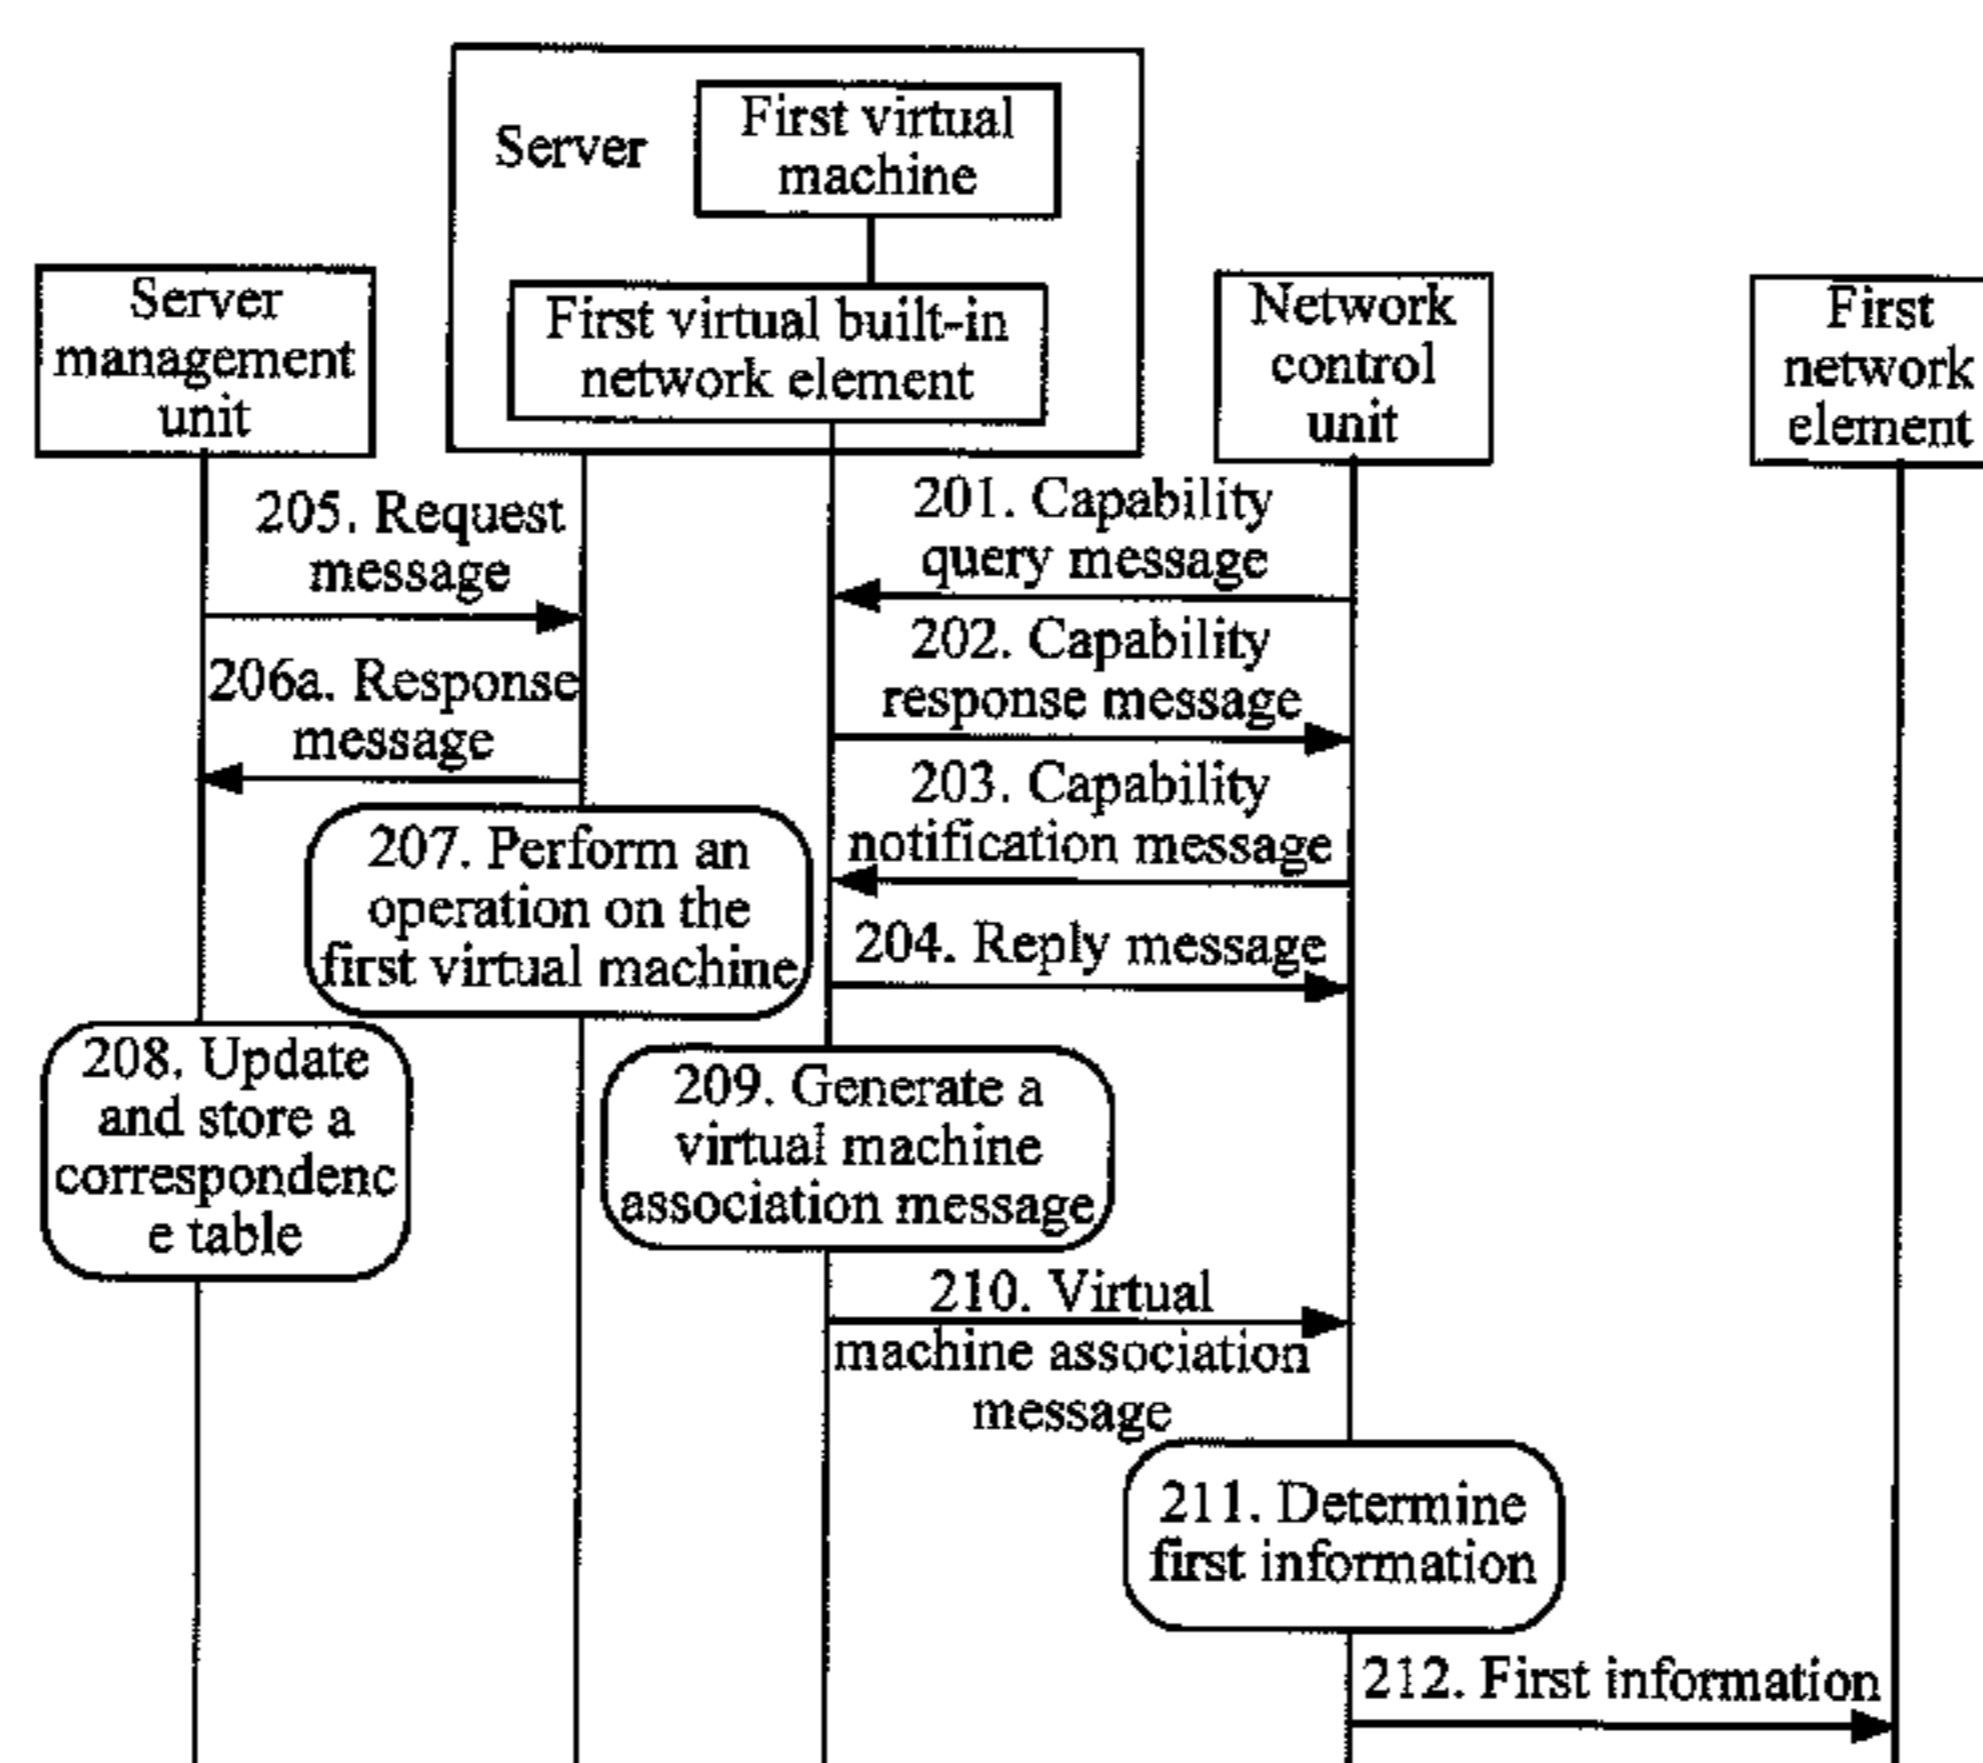 First virtual
machine
Server
Server
management
unit
First virtual built-in
network element
Network
control
unit
First
network
element
205. Request
message
201. Capability
query message
202. Capability
response message
206a. Response
message
203. Capability
notification message
207. Perform an
operation on the
first virtual machine
204. Reply message
208. Update
and store a
correspondenc
e table
209. Generate a
virtual machine
association message
210. Virtual
machine association
message
211. Determine
first information
212. First information